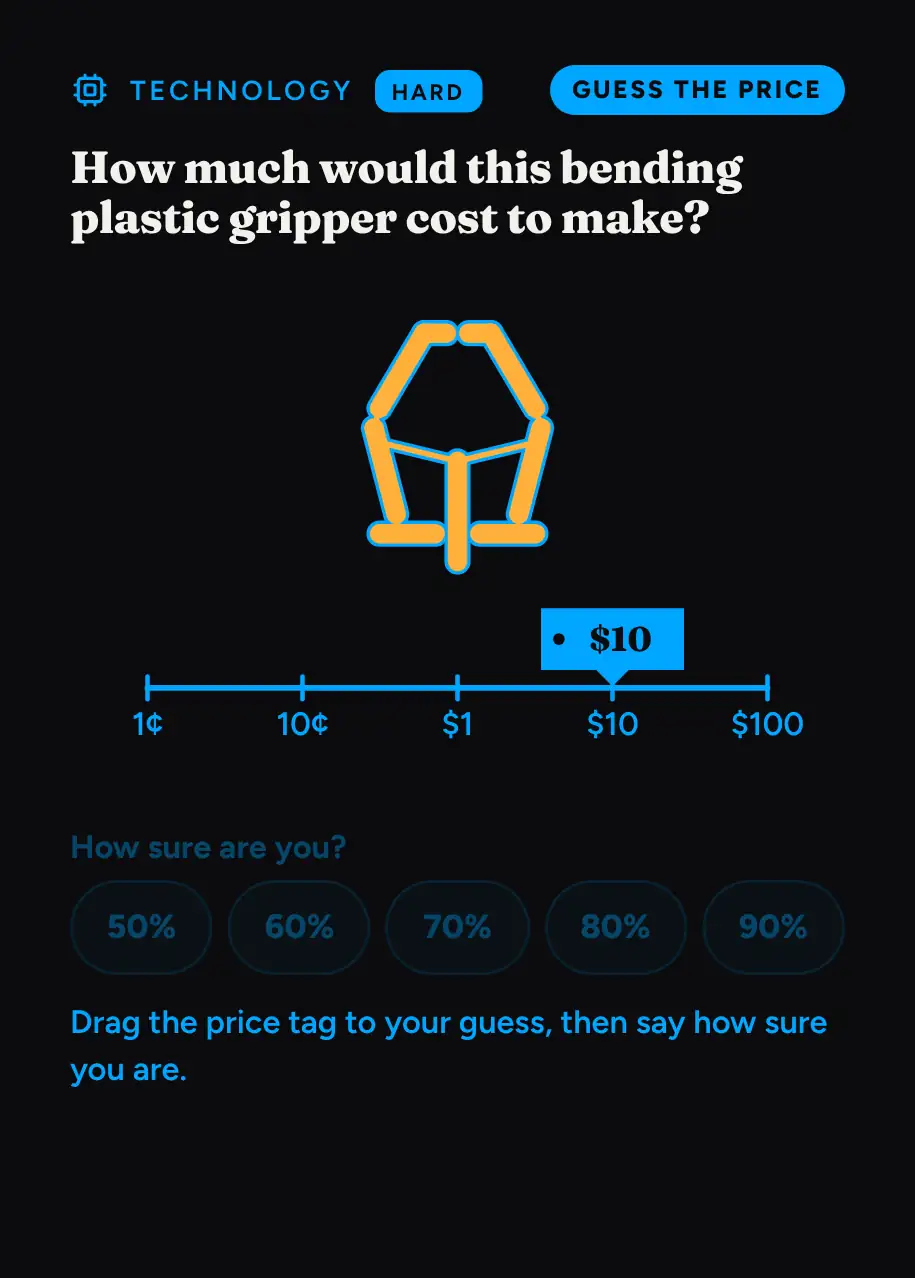 TECHNOLOGY HARD GUESS THE PRICE
How much would this bending
plastic gripper cost to make?
• $10
1¢ 10¢ $1 $10 $100
How sure are you?
50% 60% 70% 80% 90%
Drag the price tag to your guess, then say how sure
you are.